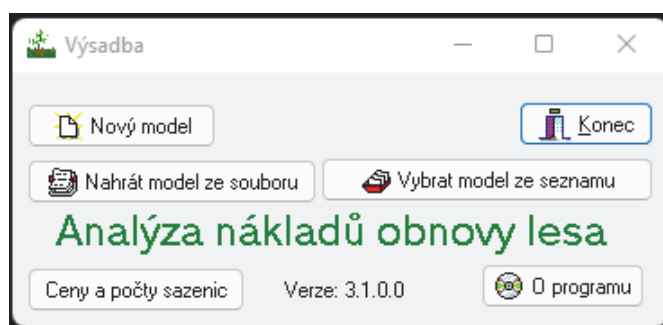 Výsadba
Nový model
Konec
Nahrát model ze souboru
Vybrat model ze seznamu
Analýza nákladů obnovy lesa
Ceny a počty sazenic
Verze: 3.1.0.0
O programu